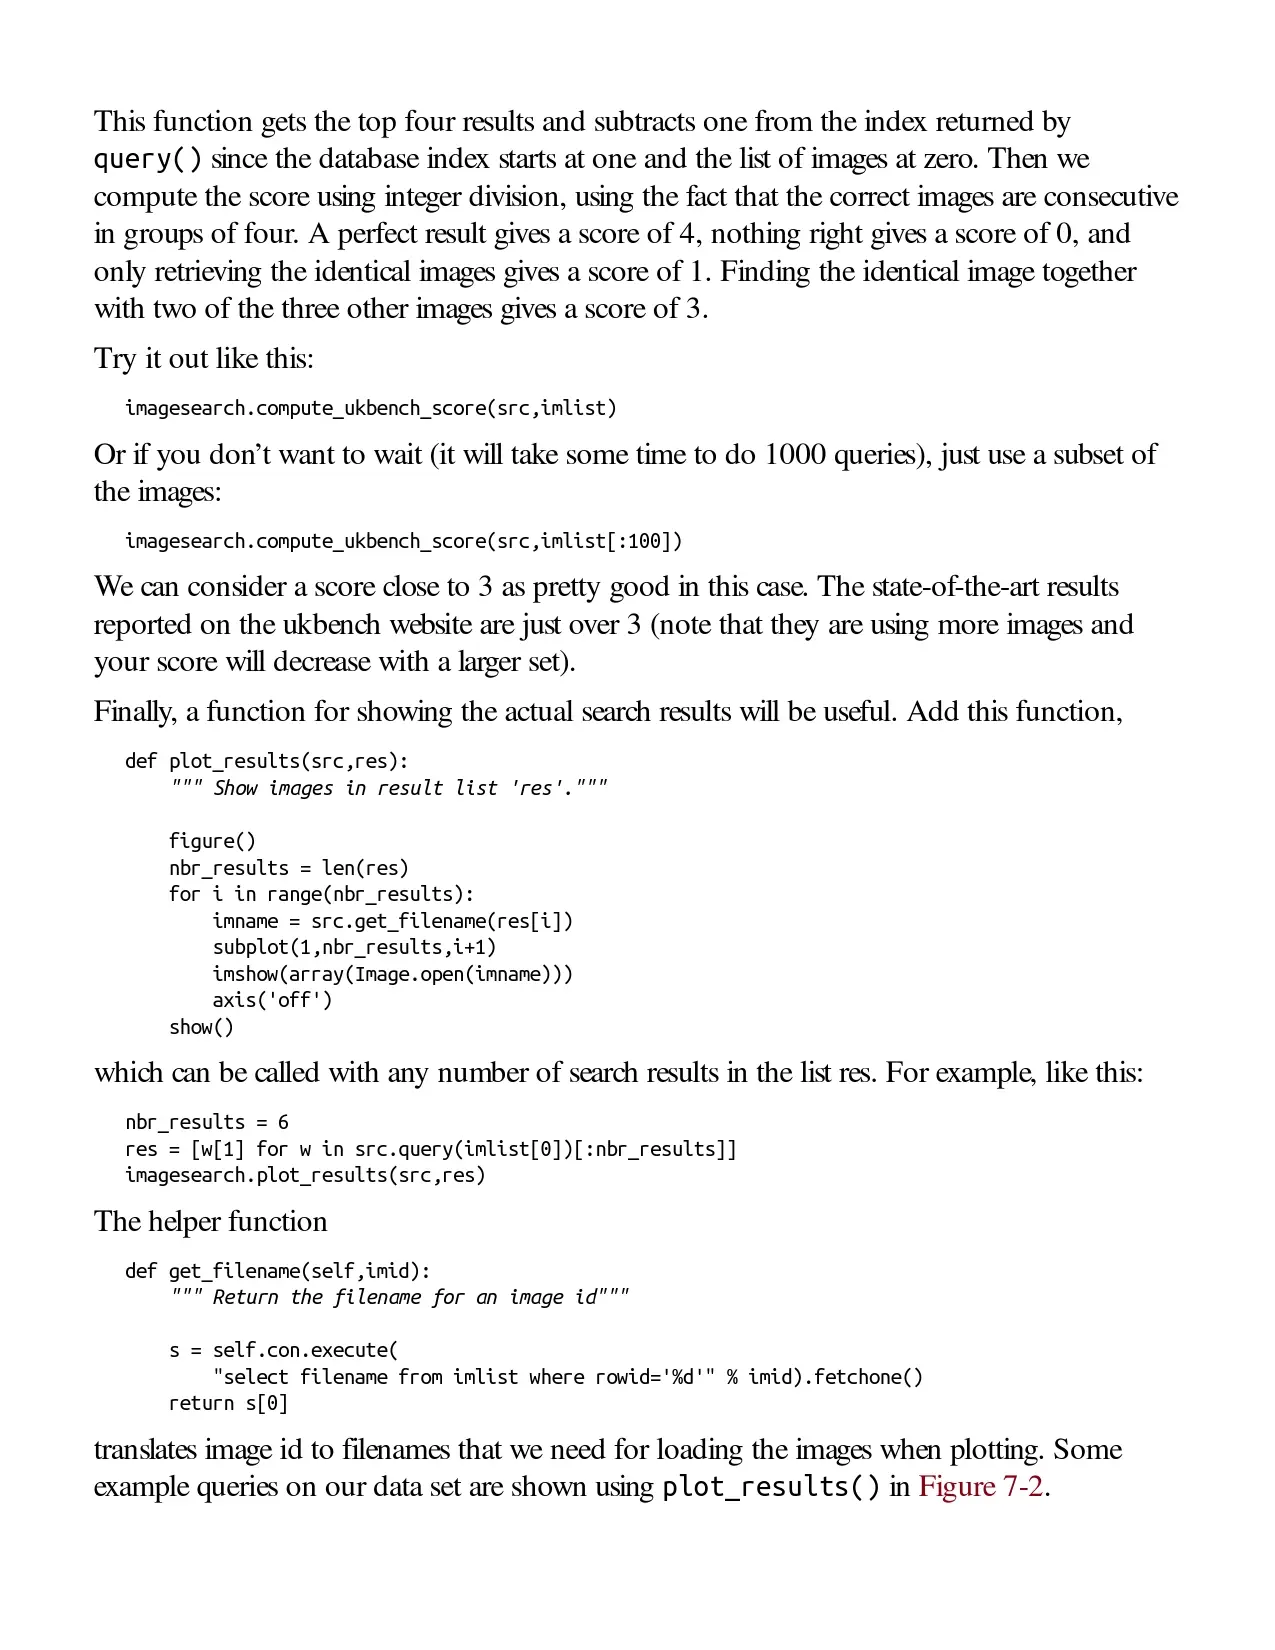 This function gets the top four results and subtracts one from the index returned by
query() since the database index starts at one and the list of images at zero. Then we
compute the score using integer division, using the fact that the correct images are consecutive
in groups of four. A perfect result gives a score of 4, nothing right gives a score of 0, and
only retrieving the identical images gives a score of 1. Finding the identical image together
with two of the three other images gives a score of 3.
Try it out like this:
imagesearch.compute_ukbench_score(src,imlist)
Or if you don’t want to wait (it will take some time to do 1000 queries), just use a subset of
the images:
imagesearch.compute_ukbench_score(src,imlist[:100])
We can consider a score close to 3 as pretty good in this case. The state-of-the-art results
reported on the ukbench website are just over 3 (note that they are using more images and
your score will decrease with a larger set).
Finally, a function for showing the actual search results will be useful. Add this function,
def plot_results(src,res):
    """ Show images in result list 'res'."""

    figure()
    nbr_results = len(res)
    for i in range(nbr_results):
        imname = src.get_filename(res[i])
        subplot(1,nbr_results,i+1)
        imshow(array(Image.open(imname)))
        axis('off')
    show()
which can be called with any number of search results in the list res. For example, like this:
nbr_results = 6
res = [w[1] for w in src.query(imlist[0])[:nbr_results]]
imagesearch.plot_results(src,res)
The helper function
def get_filename(self,imid):
    """ Return the filename for an image id"""

    s = self.con.execute(
        "select filename from imlist where rowid='%d'" % imid).fetchone()
    return s[0]
translates image id to filenames that we need for loading the images when plotting. Some
example queries on our data set are shown using plot_results() in Figure 7-2.